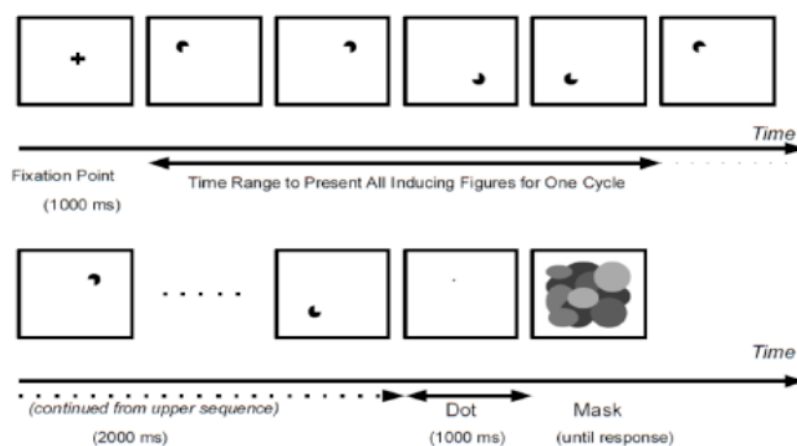 Time
Fixation Point
Time Range to Present All Inducing Figures for One Cycle
(1000 ms)
Time
(continued from upper sequence)
Dot
Mask
(2000 ms)
(1000 ms)
(until response)